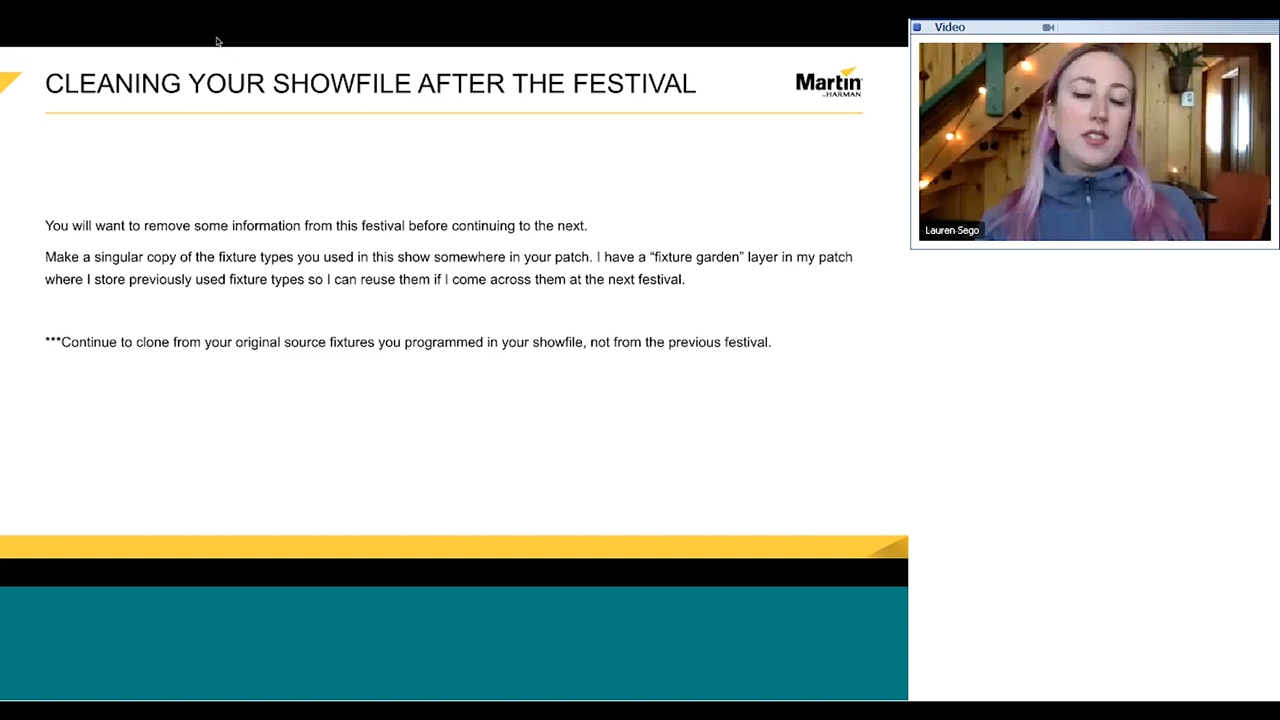 CLEANING YOUR SHOWFILE AFTER THE FESTIVAL
Martin
by HARMAN
You will want to remove some information from this festival before continuing to the next.
Make a singular copy of the fixture types you used in this show somewhere in your patch. I have a “fixture garden” layer in my patch
where I store previously used fixture types so I can reuse them if I come across them at the next festival.
***Continue to clone from your original source fixtures you programmed in your showfile, not from the previous festival.
Video
Lauren Sego